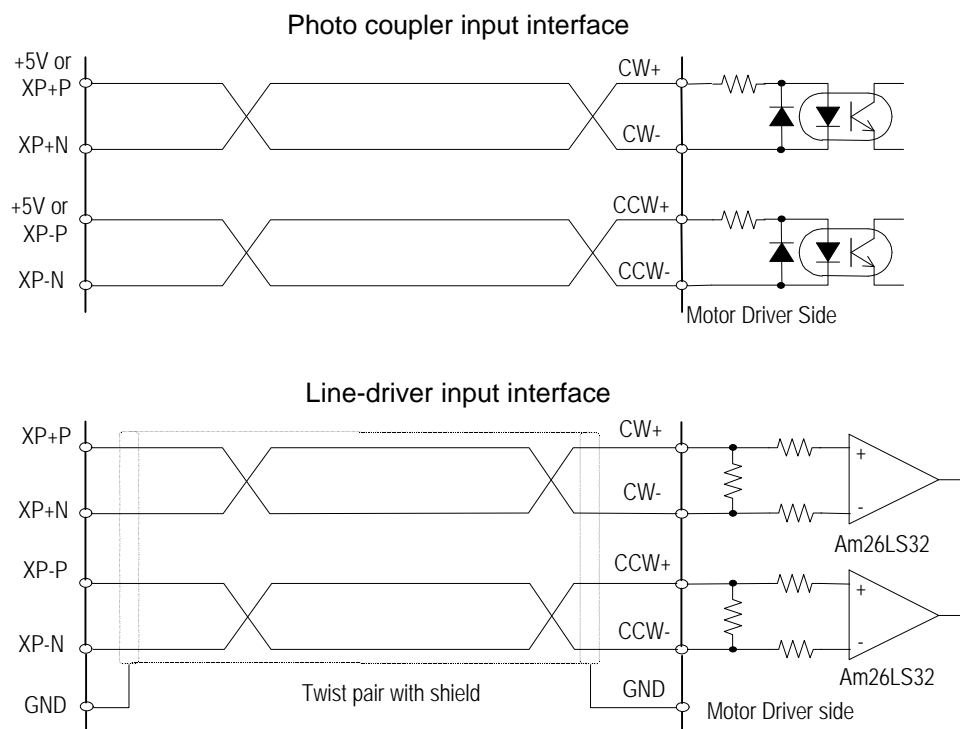 Photo coupler input interface
+5V or
XP+P
CW+
XP+N
CW-
+5V or
XP-P
CCW+
XP-N
CCW-
Motor Driver Side
Line-driver input interface
XP+P
CW+
+
XP+N
CW-
-
Am26LS32
XP-P
CCW+
+
XP-N
CCW-
-
Am26LS32
GND
Twist pair with shield
GND
Motor Driver side